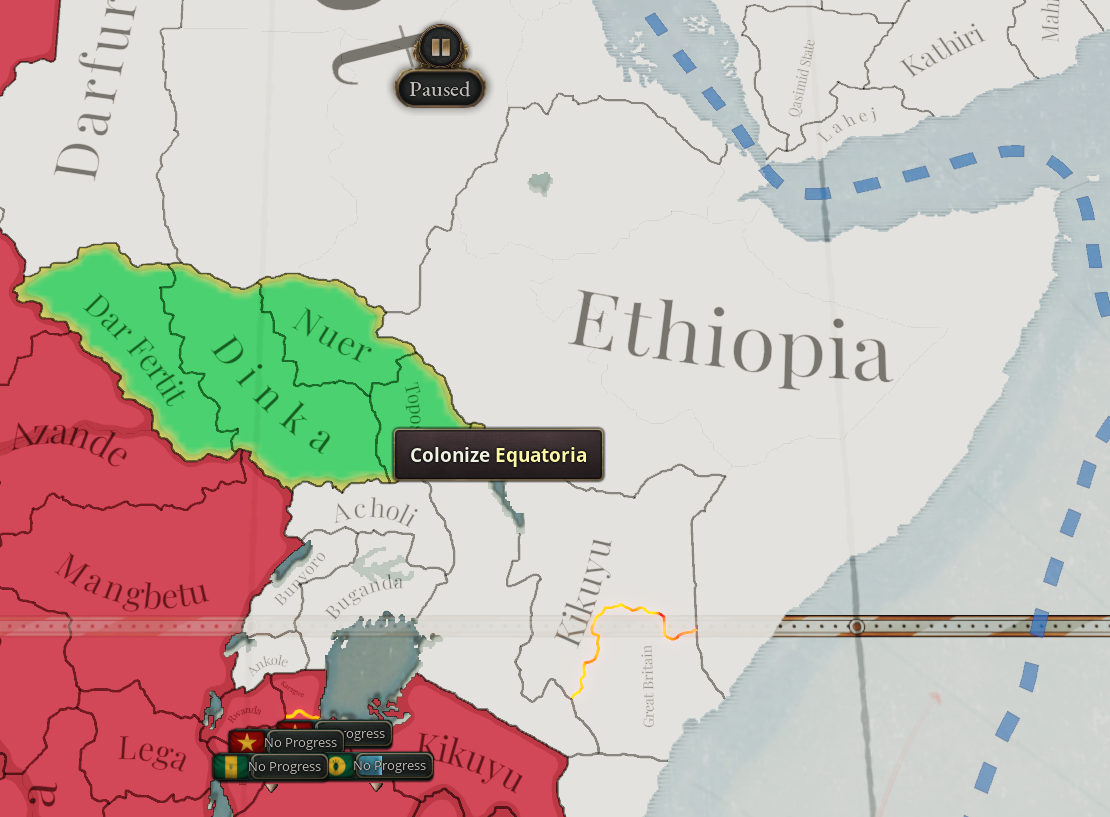 Darfur
Paused
Kathiri
Qasimid State
Lahej
Ethiopia
Nuer
Dar Fertit
Dinka
Colonize Equatoria
Azande
Acholi
Mangbetu
Bunyoro
Buganda
Kikuyu
Ankole
Great Britain
Rwanda
No Progress
No Progress
No Progress
Lega
Kikuyu